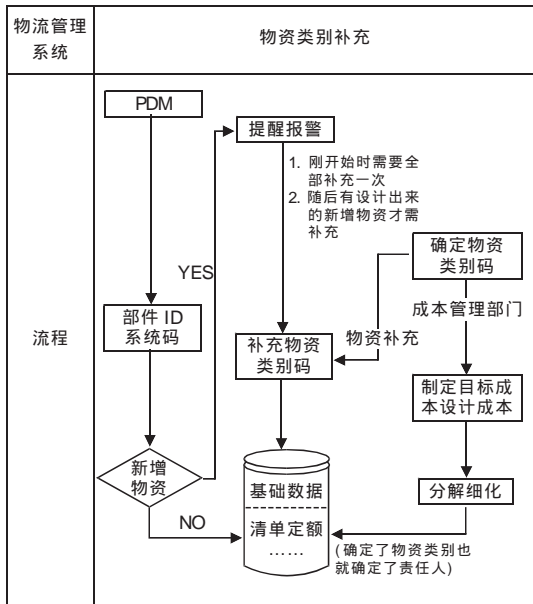 物流管理
系统
物资类别补充
流程
PDM
提醒报警
1. 刚开始时需要全
部补充一次
2. 随后有设计出来
的新增物资才需
补充
确定物资
类别码
YES
成本管理部门
部件 ID
系统码
补充物资
类别码
物资补充
制定目标成
本设计成本
新增
物资
基础数据
分解细化
NO
清单定额
……
(确定了物资类别也
就确定了责任人)